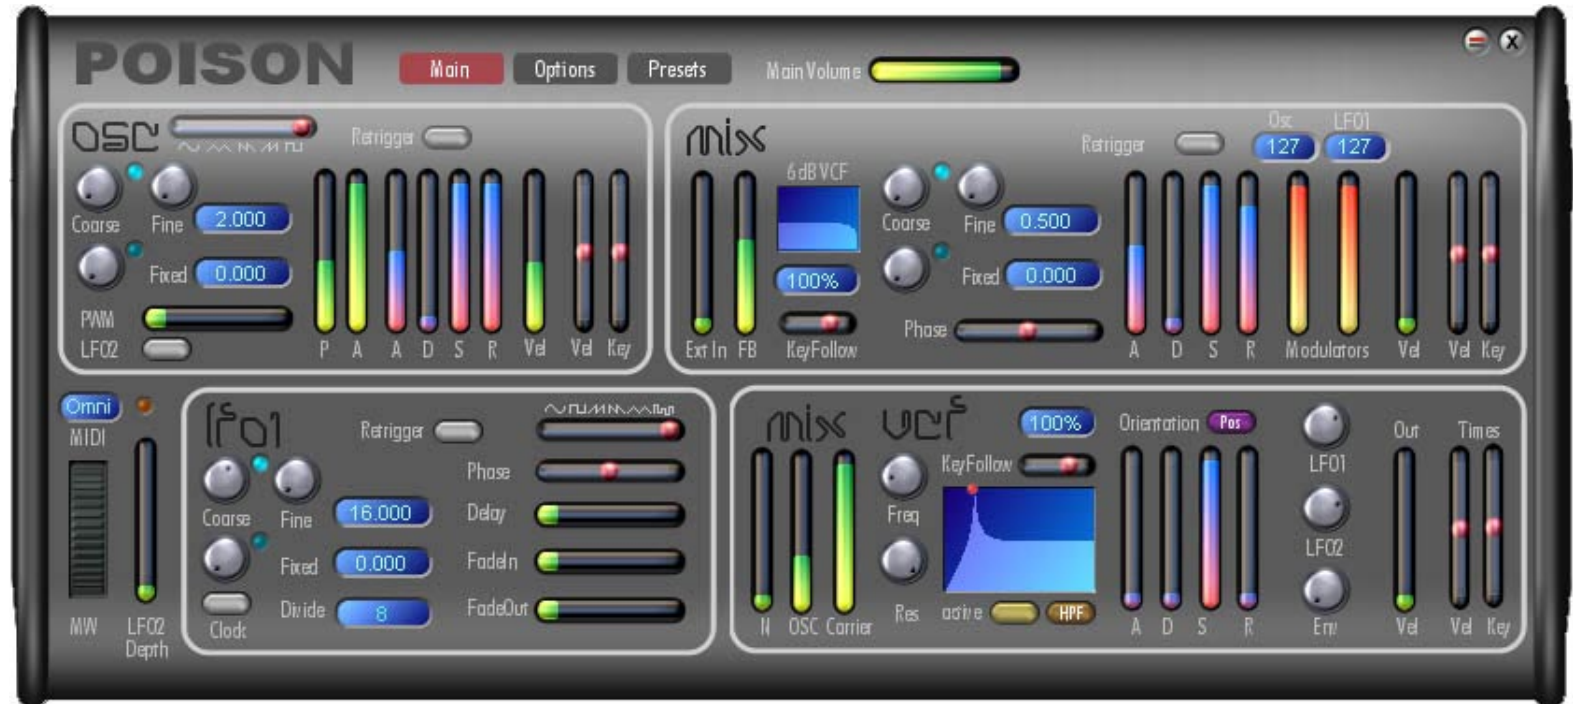 POISON Main Options Presets Main Volume X
OSC Retrigger
Coarse Fine 2.000
Fixed 0.000
PWM
LFO2
P A A D S R Vel Vel Key
mix Retrigger Osc LFO1
127 127
6dB VCF
100%
Ext In FB KeyFollow
Coarse Fine 0.500
Fixed 0.000
Phase
A D S R Modulators Vel Vel Key
Omni
MIDI
MW LFO2
Depth
lfo1 Retrigger
Phase
Coarse Fine 16.000 Delay
Fixed 0.000 FadeIn
Clock Divide 8 FadeOut
mix vcf 100% Orientation Pos
KeyFollow
Freq
Res active HPF
N OSC Carrier
A D S R
LFO1
LFO2
Env
Out Times
Vel Vel Key